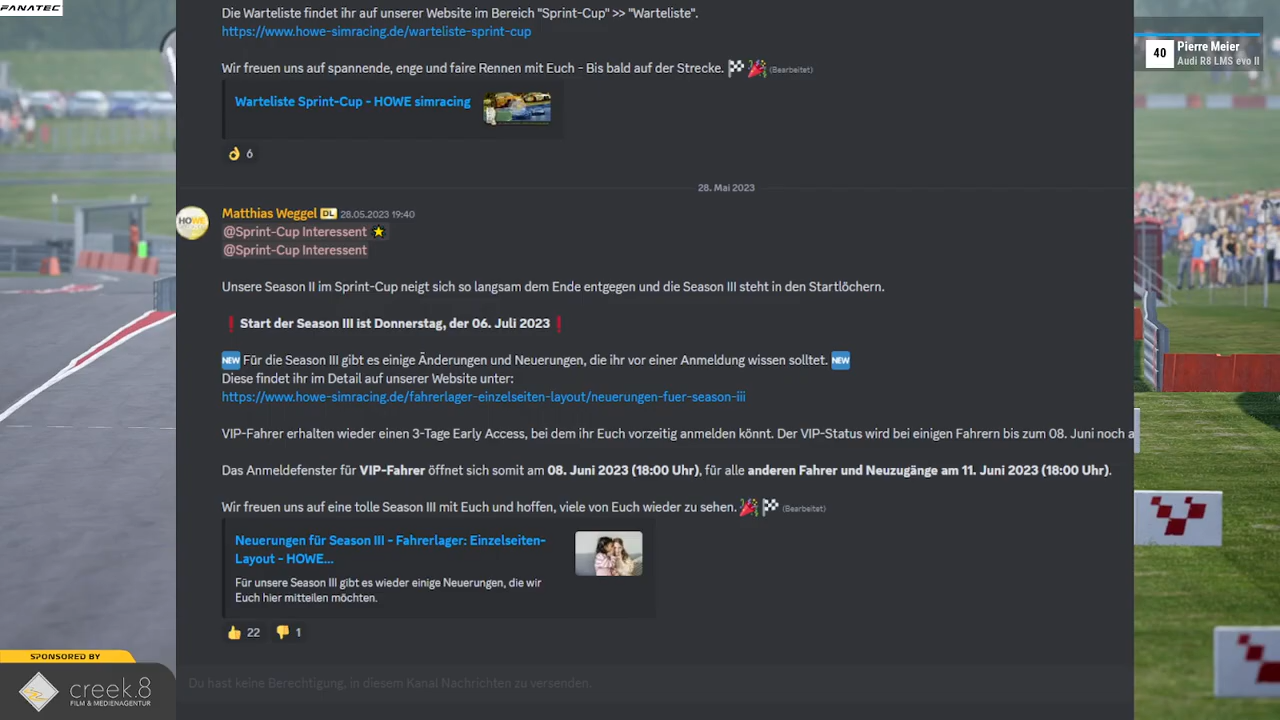 FANATEC
Die Warteliste findet ihr auf unserer Website im Bereich "Sprint-Cup" >> "Warteliste".
https://www.howe-simracing.de/warteliste-sprint-cup
Wir freuen uns auf spannende, enge und faire Rennen mit Euch - Bis bald auf der Strecke. (Bearbeitet)
40 Pierre Meier
Audi R8 LMS evo II
Warteliste Sprint-Cup - HOWE simracing
6
28. Mai 2023
HOWE
Matthias Weggel DL 28.05.2023 19:40
@Sprint-Cup Interessent
@Sprint-Cup Interessent
Unsere Season II im Sprint-Cup neigt sich so langsam dem Ende entgegen und die Season III steht in den Startlöchern.
❗ Start der Season III ist Donnerstag, der 06. Juli 2023 ❗
NEW Für die Season III gibt es einige Änderungen und Neuerungen, die ihr vor einer Anmeldung wissen solltet. NEW
Diese findet ihr im Detail auf unserer Website unter:
https://www.howe-simracing.de/fahrerlager-einzelseiten-layout/neuerungen-fuer-season-iii
VIP-Fahrer erhalten wieder einen 3-Tage Early Access, bei dem ihr Euch vorzeitig anmelden könnt. Der VIP-Status wird bei einigen Fahrern bis zum 08. Juni noch a
Das Anmeldefenster für VIP-Fahrer öffnet sich somit am 08. Juni 2023 (18:00 Uhr), für alle anderen Fahrer und Neuzugänge am 11. Juni 2023 (18:00 Uhr).
Wir freuen uns auf eine tolle Season III mit Euch und hoffen, viele von Euch wieder zu sehen. (Bearbeitet)
Neuerungen für Season III - Fahrerlager: Einzelseiten-
Layout - HOWE...
Für unsere Season III gibt es wieder einige Neuerungen, die wir
Euch hier mitteilen möchten.
22 1
SPONSORED BY
creek.8
FILM & MEDIENAGENTUR
Du hast keine Berechtigung, in diesem Kanal Nachrichten zu versenden.